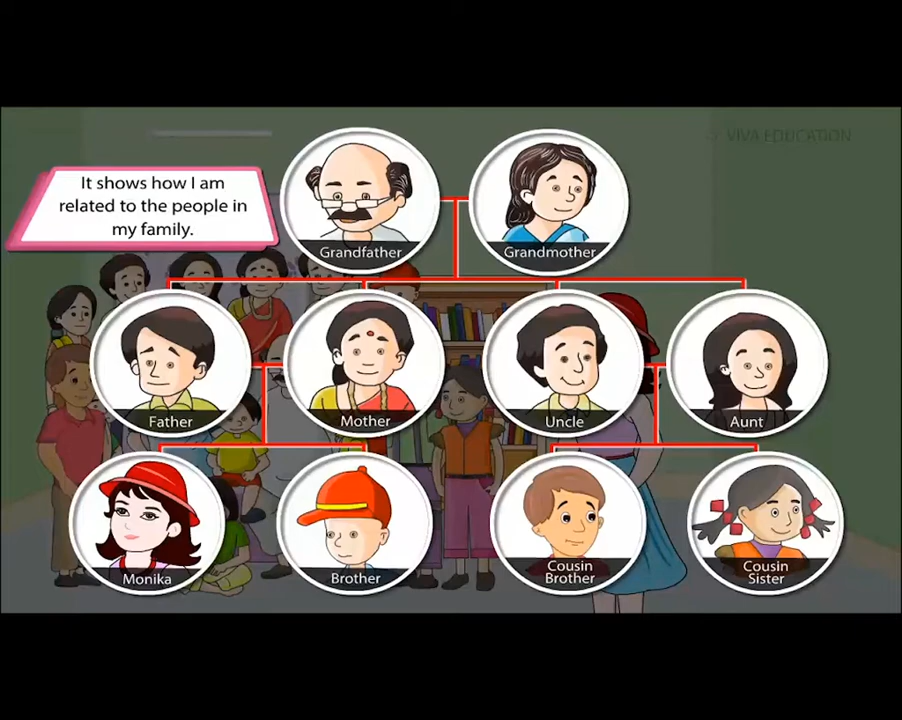 VIVA EDUCATION
It shows how I am
related to the people in
my family.
Grandfather
Grandmother
Father
Mother
Uncle
Aunt
Monika
Brother
Cousin
Brother
Cousin
Sister